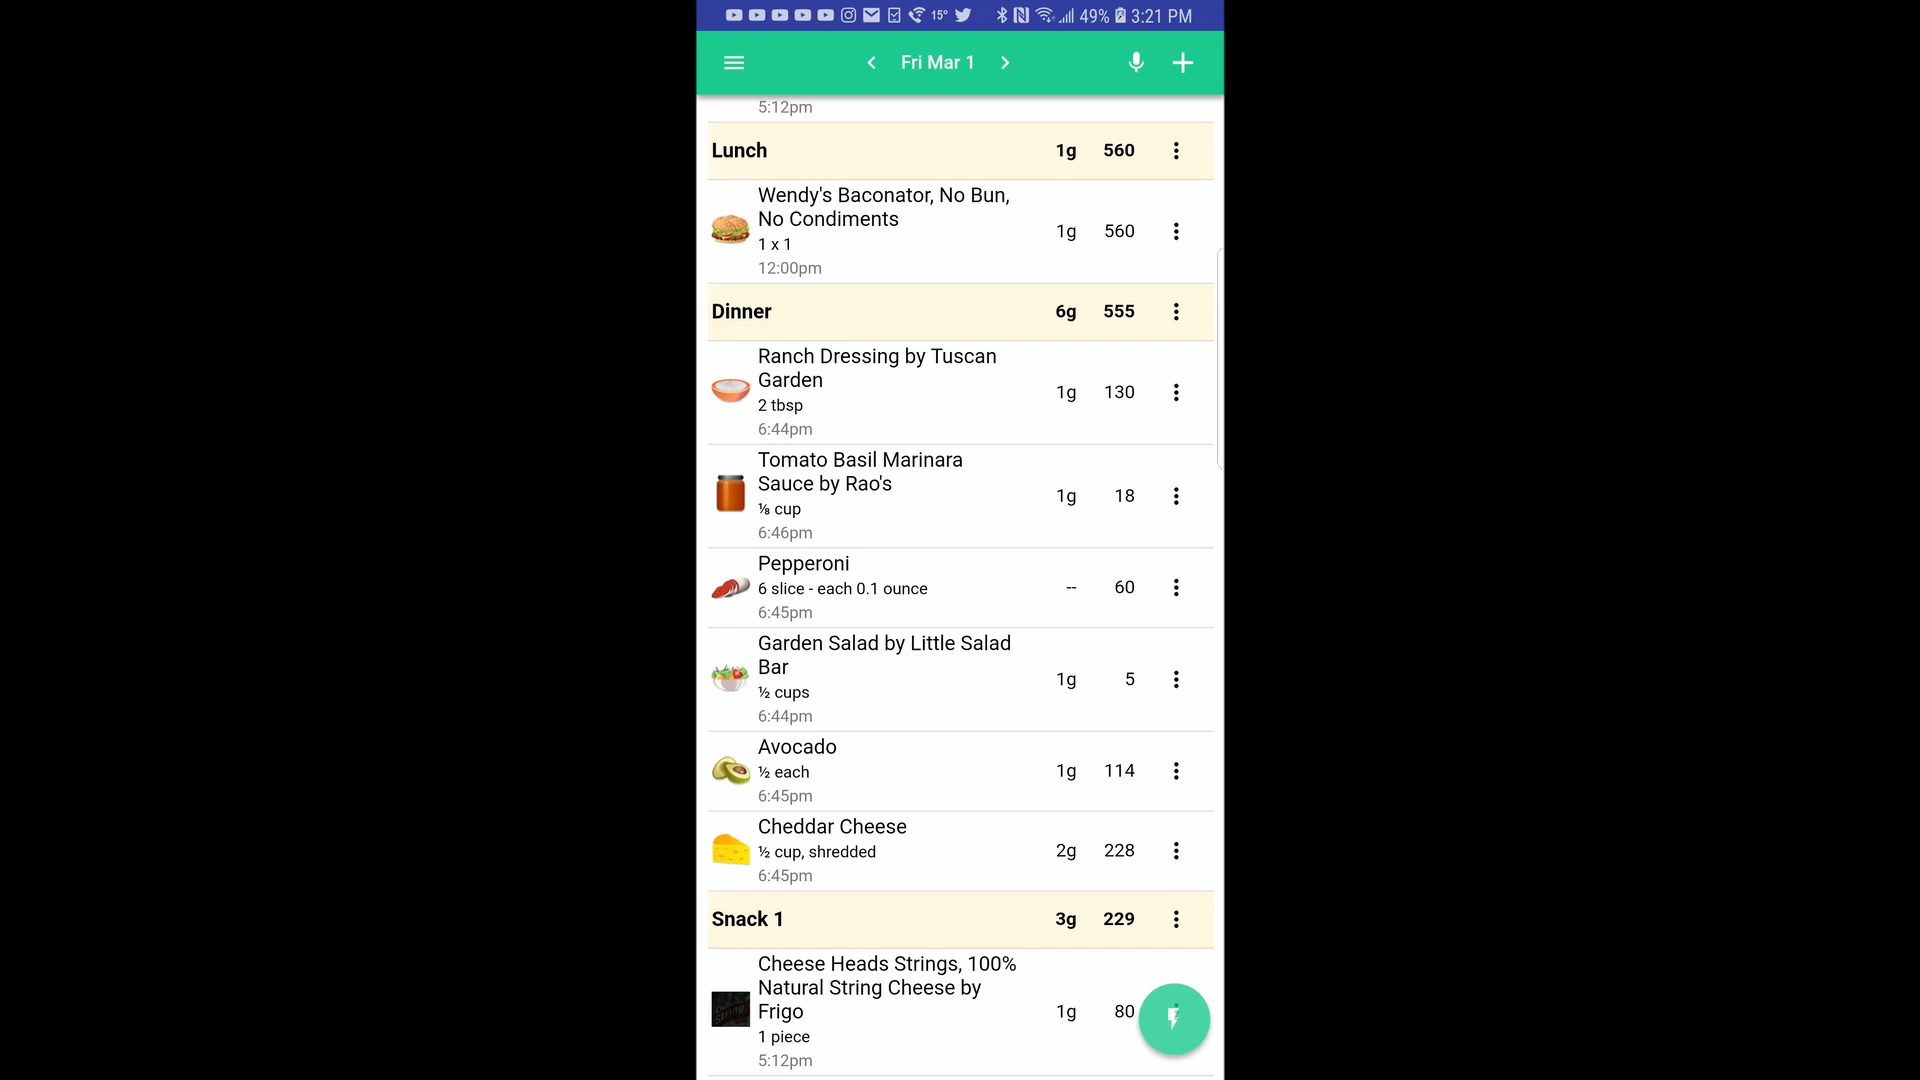 15° 49% 3:21 PM
Fri Mar 1
5:12pm
Lunch 1g 560
Wendy's Baconator, No Bun,
No Condiments
1 x 1
12:00pm
1g 560
Dinner 6g 555
Ranch Dressing by Tuscan
Garden
2 tbsp
6:44pm
1g 130
Tomato Basil Marinara
Sauce by Rao's
⅛ cup
6:46pm
1g 18
Pepperoni
6 slice - each 0.1 ounce
6:45pm
-- 60
Garden Salad by Little Salad
Bar
½ cups
6:44pm
1g 5
Avocado
½ each
6:45pm
1g 114
Cheddar Cheese
½ cup, shredded
6:45pm
2g 228
Snack 1 3g 229
Cheese Heads Strings, 100%
Natural String Cheese by
Frigo
1 piece
5:12pm
1g 80